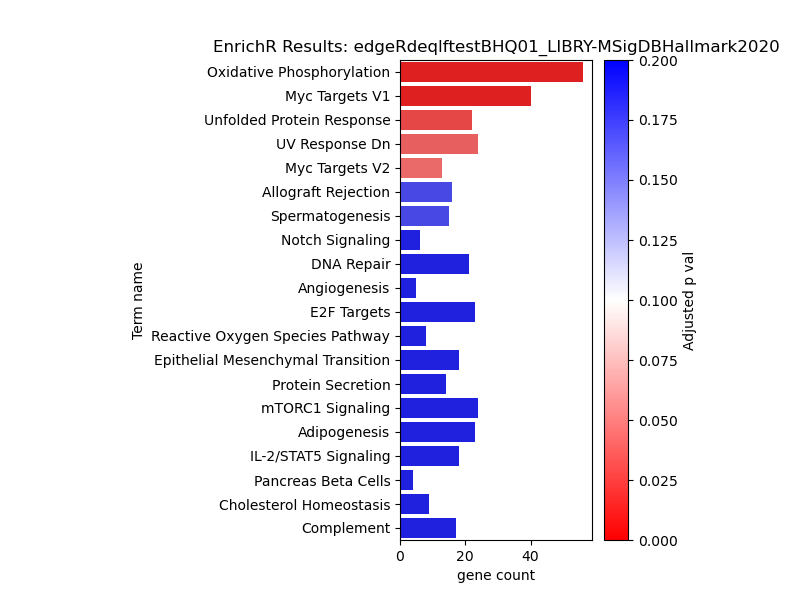 EnrichR Results: edgeRdeqlftestBHQ01_LIBRY-MSigDBHallmark2020
Oxidative Phosphorylation
Myc Targets V1
Unfolded Protein Response
UV Response Dn
Myc Targets V2
Allograft Rejection
Spermatogenesis
Notch Signaling
DNA Repair
Angiogenesis
E2F Targets
Reactive Oxygen Species Pathway
Epithelial Mesenchymal Transition
Protein Secretion
mTORC1 Signaling
Adipogenesis
IL-2/STAT5 Signaling
Pancreas Beta Cells
Cholesterol Homeostasis
Complement
Term name
0 20 40
gene count
0.200
0.175
0.150
0.125
0.100
0.075
0.050
0.025
0.000
Adjusted p val